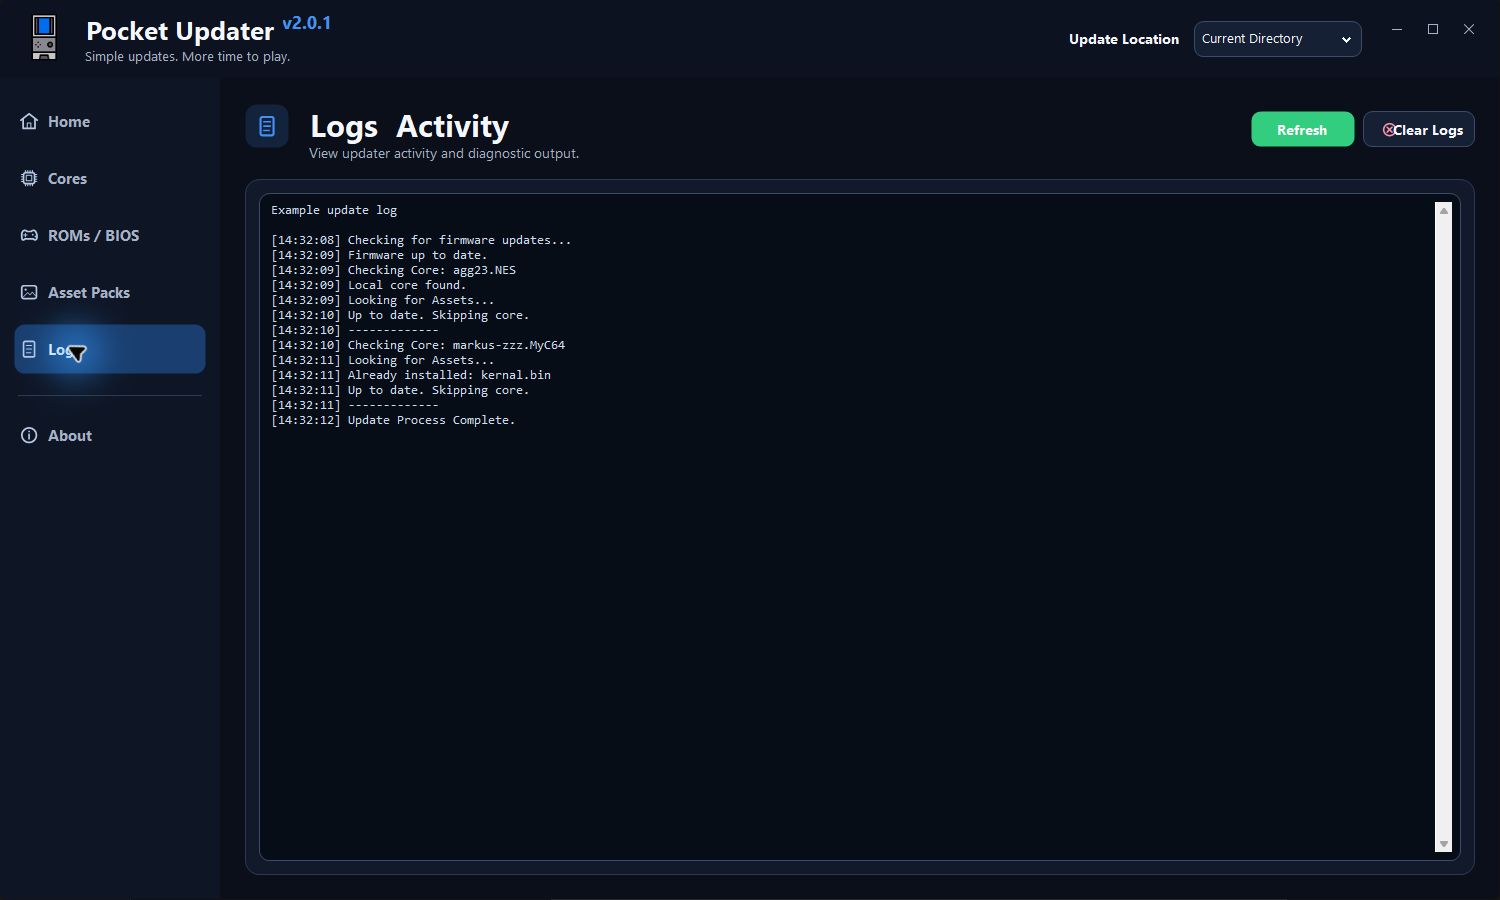 Pocket Updater v2.0.1
Simple updates. More time to play.
Update Location
Current Directory
Home
Cores
ROMs / BIOS
Asset Packs
About
Logs Activity
View updater activity and diagnostic output.
Refresh
Clear Logs
Example update log
[14:32:08] Checking for firmware updates...
[14:32:09] Firmware up to date.
[14:32:09] Checking Core: agg23.NES
[14:32:09] Local core found.
[14:32:09] Looking for Assets...
[14:32:10] Up to date. Skipping core.
[14:32:10] -------------
[14:32:10] Checking Core: markus-zzz.MyC64
[14:32:11] Looking for Assets...
[14:32:11] Already installed: kernal.bin
[14:32:11] Up to date. Skipping core.
[14:32:11] -------------
[14:32:12] Update Process Complete.